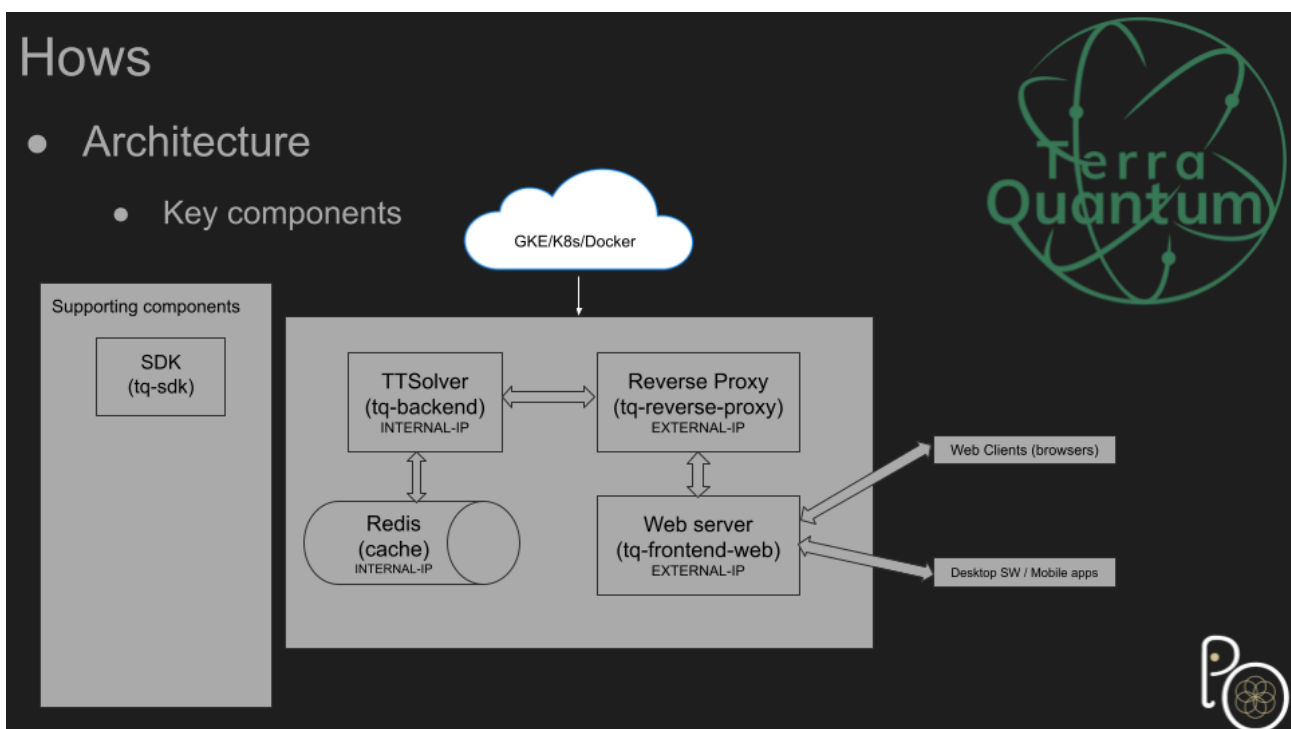 Hows
● Architecture
● Key components
Terra
Quantum
GKE/K8s/Docker
Supporting components
SDK
(tq-sdk)
TTSolver
(tq-backend)
INTERNAL-IP
Reverse Proxy
(tq-reverse-proxy)
EXTERNAL-IP
Redis
(cache)
INTERNAL-IP
Web server
(tq-frontend-web)
EXTERNAL-IP
Web Clients (browsers)
Desktop SW / Mobile apps
PO